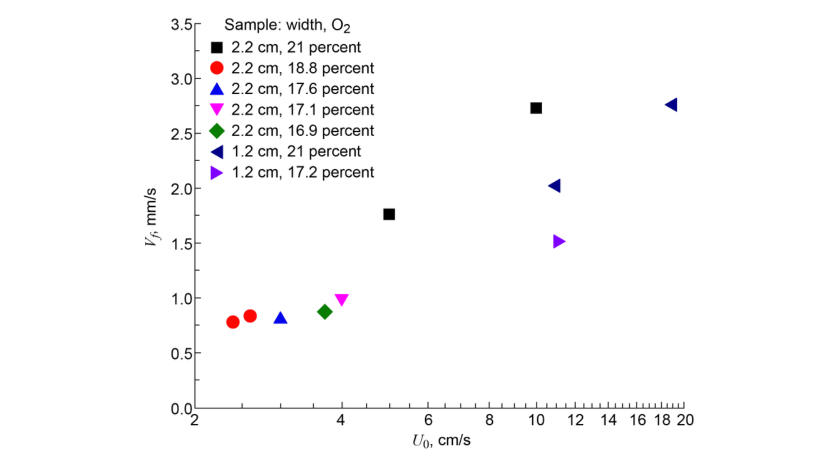 Sample: width, O2
2.2 cm, 21 percent
2.2 cm, 18.8 percent
2.2 cm, 17.6 percent
2.2 cm, 17.1 percent
2.2 cm, 16.9 percent
1.2 cm, 21 percent
1.2 cm, 17.2 percent
3.5
3.0
2.5
2.0
1.5
1.0
0.5
0.0
Vf, mm/s
2 4 6 8 10 12 14 16 18 20
U0, cm/s